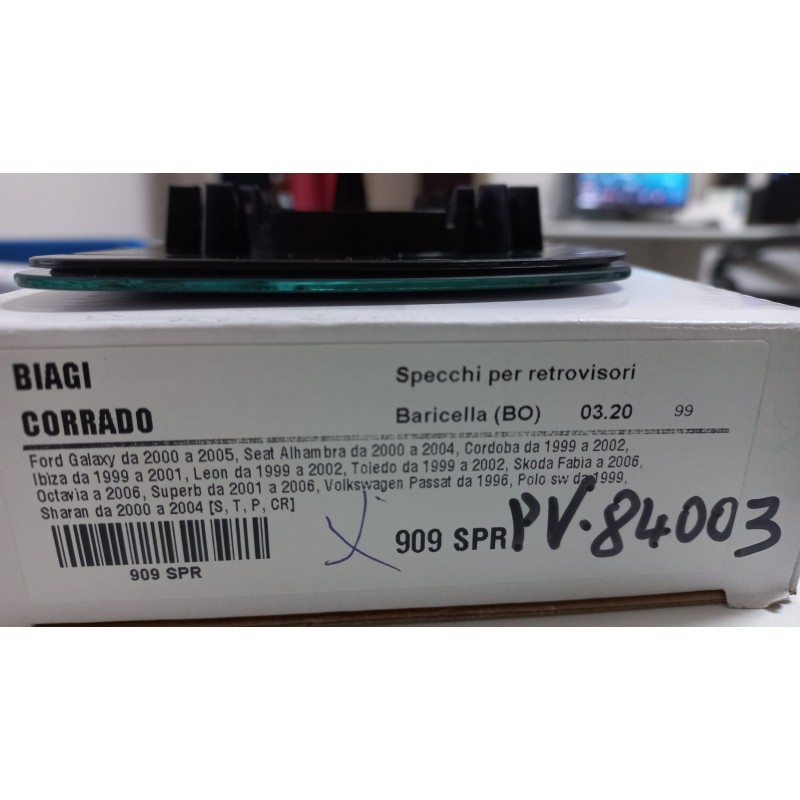 BIAGI
CORRADO
Specchi per retrovisori
Baricella (BO) 03.20 99
Ford Galaxy da 2000 a 2005, Seat Alhambra da 2000 a 2004, Cordoba da 1999 a 2002,
Ibiza da 1999 a 2001, Leon da 1999 a 2002, Toledo da 1999 a 2002, Skoda Fabia a 2006,
Octavia a 2006, Superb da 2001 a 2006, Volkswagen Passat da 1996, Polo sw da 1999,
Sharan da 2000 a 2004 [S, T, P, CR]
909 SPR
909 SPR PV.84003